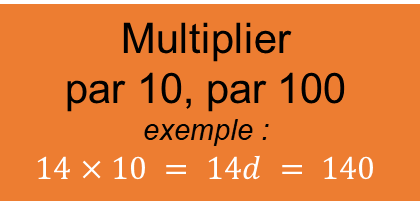 Multiplier
par 10, par 100
exemple :
14 × 10 = 14d = 140